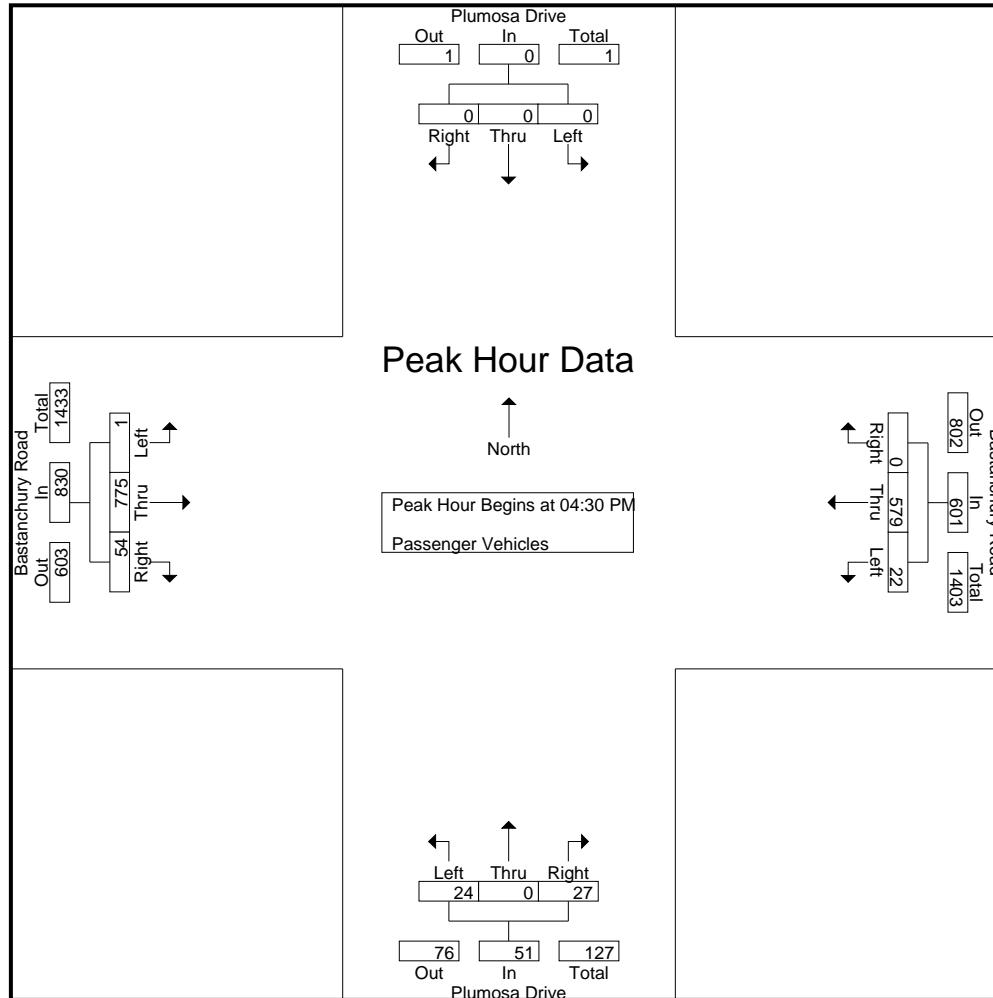 Plumosa Drive
Out In Total
1 0 1
0 0 0
Right Thru Left
Peak Hour Data
North
Peak Hour Begins at 04:30 PM
Passenger Vehicles
Bastanchury Road
Total In Out
1433 830 603
1 775 54
Left Thru Right
Right Thru Left
0 579 22
802 601 1403
Out In Total
Bastanchury Road
Left Thru Right
24 0 27
76 51 127
Out In Total
Plumosa Drive